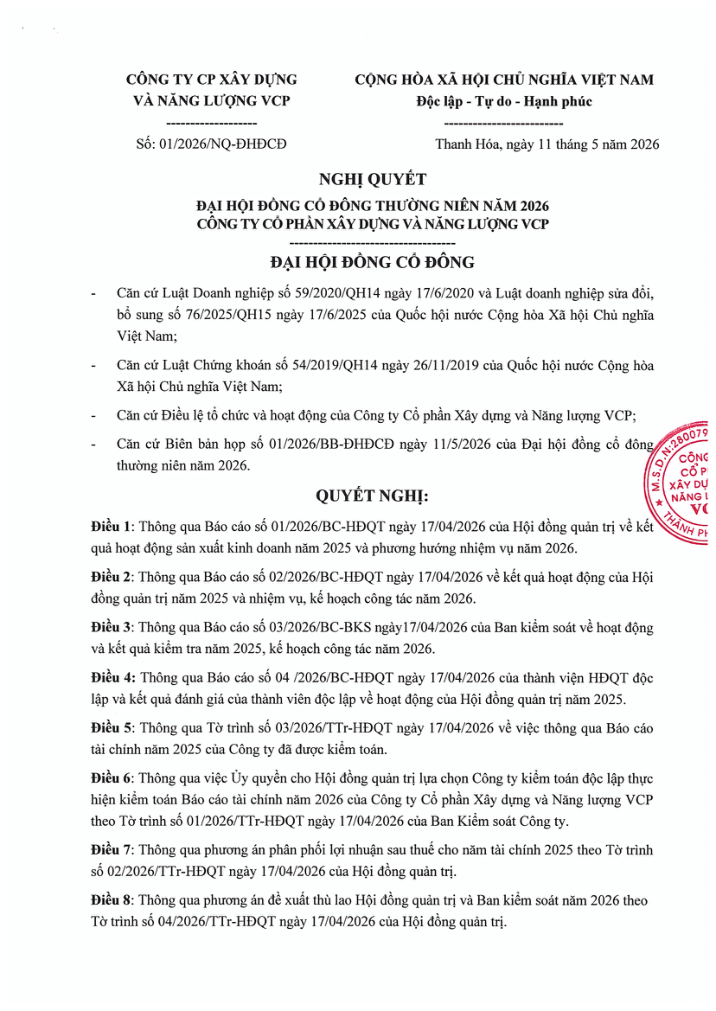 CÔNG TY CP XÂY DỰNG
VÀ NĂNG LƯỢNG VCP
-------------------
Số: 01/2026/NQ-ĐHĐCĐ
CỘNG HÒA XÃ HỘI CHỦ NGHĨA VIỆT NAM
Độc lập - Tự do - Hạnh phúc
-------------------------
Thanh Hóa, ngày 11 tháng 5 năm 2026
NGHỊ QUYẾT
ĐẠI HỘI ĐỒNG CỔ ĐÔNG THƯỜNG NIÊN NĂM 2026
CÔNG TY CỔ PHẦN XÂY DỰNG VÀ NĂNG LƯỢNG VCP
-----------------------------------
ĐẠI HỘI ĐỒNG CỔ ĐÔNG
- Căn cứ Luật Doanh nghiệp số 59/2020/QH14 ngày 17/6/2020 và Luật doanh nghiệp sửa đổi,
bổ sung số 76/2025/QH15 ngày 17/6/2025 của Quốc hội nước Cộng hòa Xã hội Chủ nghĩa
Việt Nam;
- Căn cứ Luật Chứng khoán số 54/2019/QH14 ngày 26/11/2019 của Quốc hội nước Cộng hòa
Xã hội Chủ nghĩa Việt Nam;
- Căn cứ Điều lệ tổ chức và hoạt động của Công ty Cổ phần Xây dựng và Năng lượng VCP;
- Căn cứ Biên bản họp số 01/2026/BB-ĐHĐCĐ ngày 11/5/2026 của Đại hội đồng cổ đông
thường niên năm 2026.
QUYẾT NGHỊ:
Điều 1: Thông qua Báo cáo số 01/2026/BC-HĐQT ngày 17/04/2026 của Hội đồng quản trị về kết
quả hoạt động sản xuất kinh doanh năm 2025 và phương hướng nhiệm vụ năm 2026.
Điều 2: Thông qua Báo cáo số 02/2026/BC-HĐQT ngày 17/04/2026 về kết quả hoạt động của Hội
đồng quản trị năm 2025 và nhiệm vụ, kế hoạch công tác năm 2026.
Điều 3: Thông qua Báo cáo số 03/2026/BC-BKS ngày17/04/2026 của Ban kiểm soát về hoạt động
và kết quả kiểm tra năm 2025, kế hoạch công tác năm 2026.
Điều 4: Thông qua Báo cáo số 04 /2026/BC-HĐQT ngày 17/04/2026 của thành viện HĐQT độc
lập và kết quả đánh giá của thành viên độc lập về hoạt động của Hội đồng quản trị năm 2025.
Điều 5: Thông qua Tờ trình số 03/2026/TTr-HĐQT ngày 17/04/2026 về việc thông qua Báo cáo
tài chính năm 2025 của Công ty đã được kiểm toán.
Điều 6: Thông qua việc Ủy quyền cho Hội đồng quản trị lựa chọn Công ty kiểm toán độc lập thực
hiện kiểm toán Báo cáo tài chính năm 2026 của Công ty Cổ phần Xây dựng và Năng lượng VCP
theo Tờ trình số 01/2026/TTr-HĐQT ngày 17/04/2026 của Ban Kiểm soát Công ty.
Điều 7: Thông qua phương án phân phối lợi nhuận sau thuế cho năm tài chính 2025 theo Tờ trình
số 02/2026/TTr-HĐQT ngày 17/04/2026 của Hội đồng quản trị.
Điều 8: Thông qua phương án đề xuất thù lao Hội đồng quản trị và Ban kiểm soát năm 2026 theo
Tờ trình số 04/2026/TTr-HĐQT ngày 17/04/2026 của Hội đồng quản trị.
M.S.D.N:280079
CÔNG
CỔ P
XÂY DỰ
NĂNG L
VC
THÀNH PH